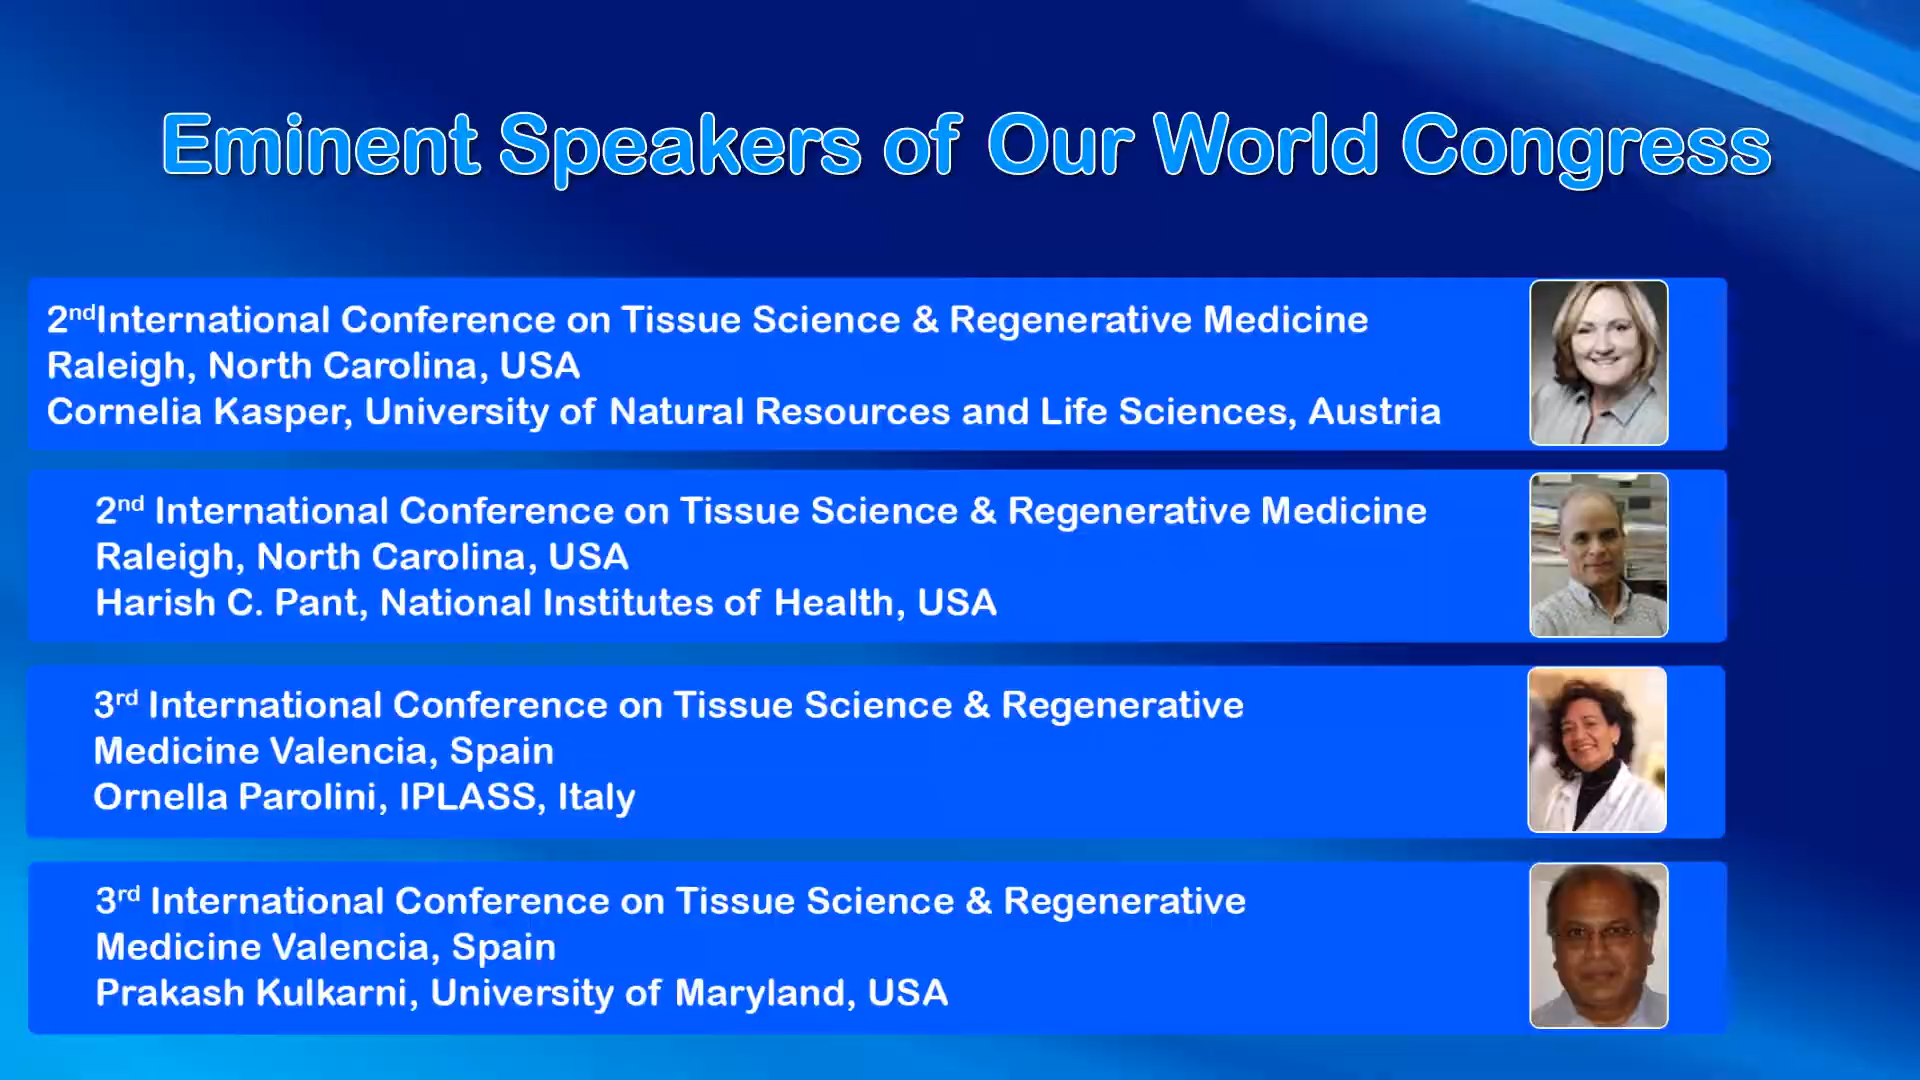 Eminent Speakers of Our World Congress
2ndInternational Conference on Tissue Science & Regenerative Medicine
Raleigh, North Carolina, USA
Cornelia Kasper, University of Natural Resources and Life Sciences, Austria
2nd International Conference on Tissue Science & Regenerative Medicine
Raleigh, North Carolina, USA
Harish C. Pant, National Institutes of Health, USA
3rd International Conference on Tissue Science & Regenerative
Medicine Valencia, Spain
Ornella Parolini, IPLASS, Italy
3rd International Conference on Tissue Science & Regenerative
Medicine Valencia, Spain
Prakash Kulkarni, University of Maryland, USA